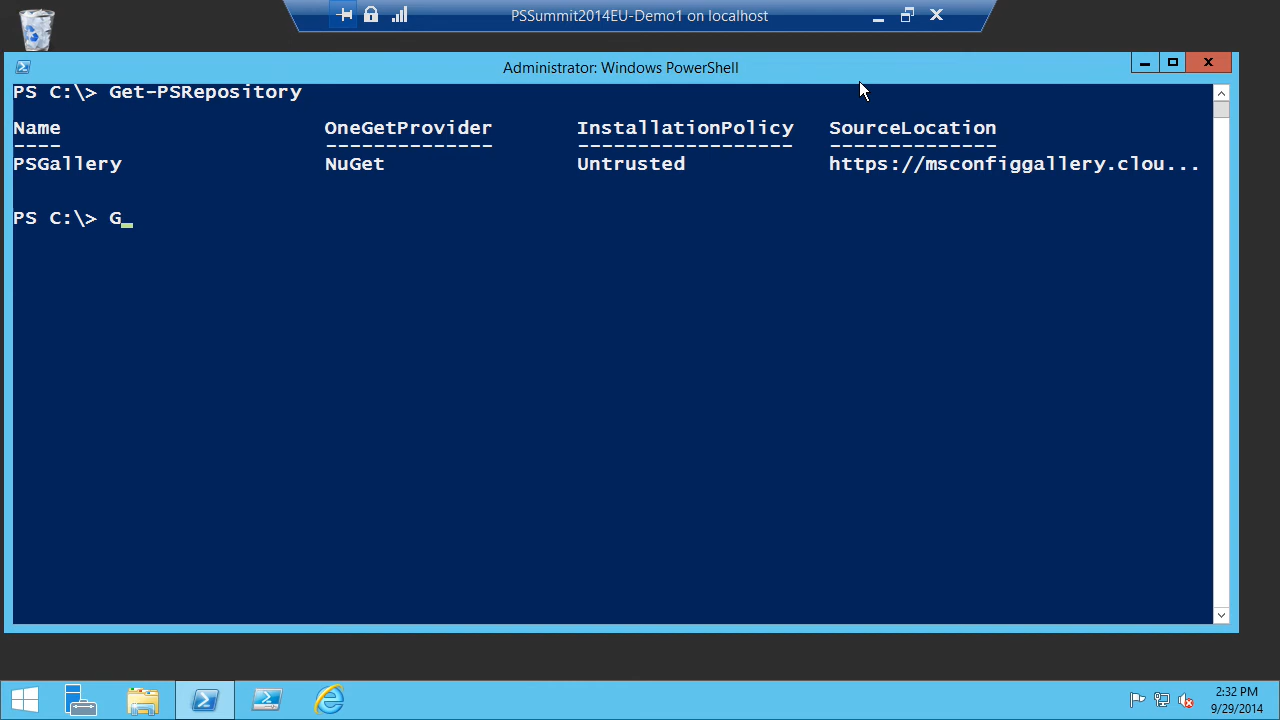 PSSummit2014EU-Demo1 on localhost
Administrator: Windows PowerShell
PS C:\> Get-PSRepository
Name OneGetProvider InstallationPolicy SourceLocation
---- -------------- ------------------ --------------
PSGallery NuGet Untrusted https://msconfiggallery.clou...
PS C:\> G_
2:32 PM
9/29/2014